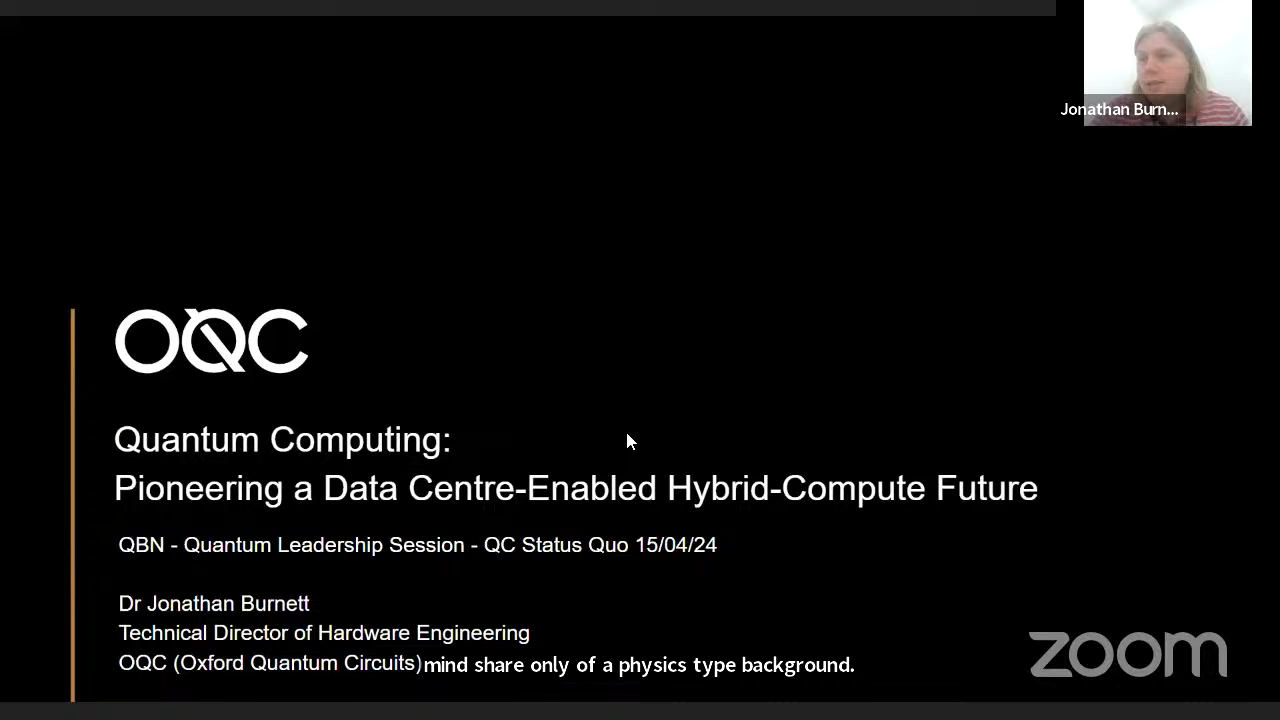 Jonathan Burn...
OQC
Quantum Computing:
Pioneering a Data Centre-Enabled Hybrid-Compute Future
QBN - Quantum Leadership Session - QC Status Quo 15/04/24
Dr Jonathan Burnett
Technical Director of Hardware Engineering
OQC (Oxford Quantum Circuits)
mind share only of a physics type background.
zoom